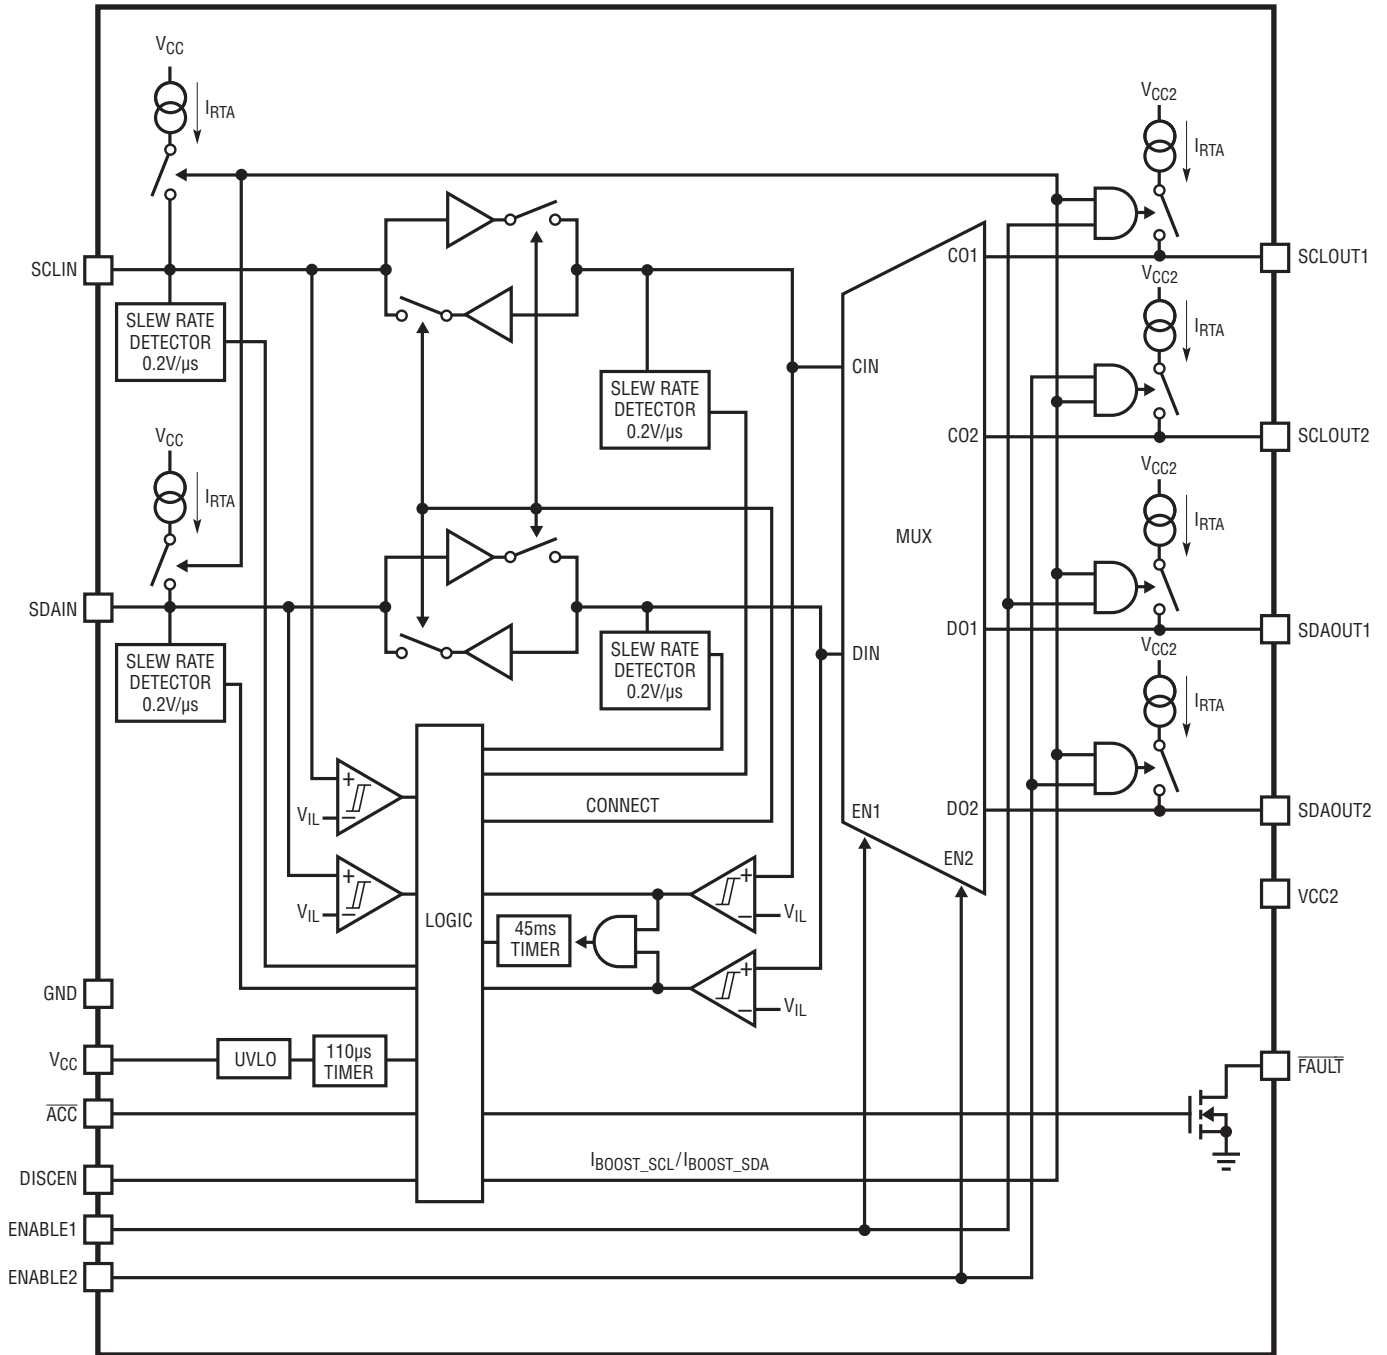 VCC
IRTA
VCC2
IRTA
SCLIN
SLEW RATE
DETECTOR
0.2V/µs
CO1
SCLOUT1
VCC2
IRTA
CIN
SLEW RATE
DETECTOR
0.2V/µs
CO2
SCLOUT2
VCC
IRTA
VCC2
IRTA
MUX
SDAIN
SLEW RATE
DETECTOR
0.2V/µs
SLEW RATE
DETECTOR
0.2V/µs
DIN
DO1
SDAOUT1
VCC2
IRTA
+
VIL
−
CONNECT
EN1
DO2
SDAOUT2
EN2
+
VIL
−
LOGIC
45ms
TIMER
+
− VIL
VCC2
+
− VIL
GND
VCC
UVLO
110µs
TIMER
FAULT
ACC
DISCEN
IBOOST_SCL/IBOOST_SDA
ENABLE1
ENABLE2